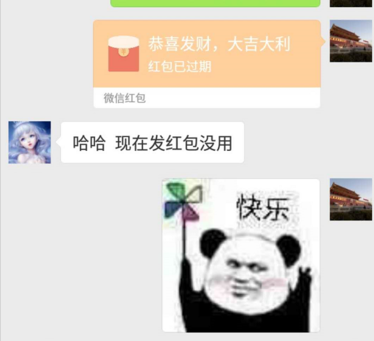 恭喜发财，大吉大利
红包已过期
微信红包
哈哈 现在发红包没用
快乐